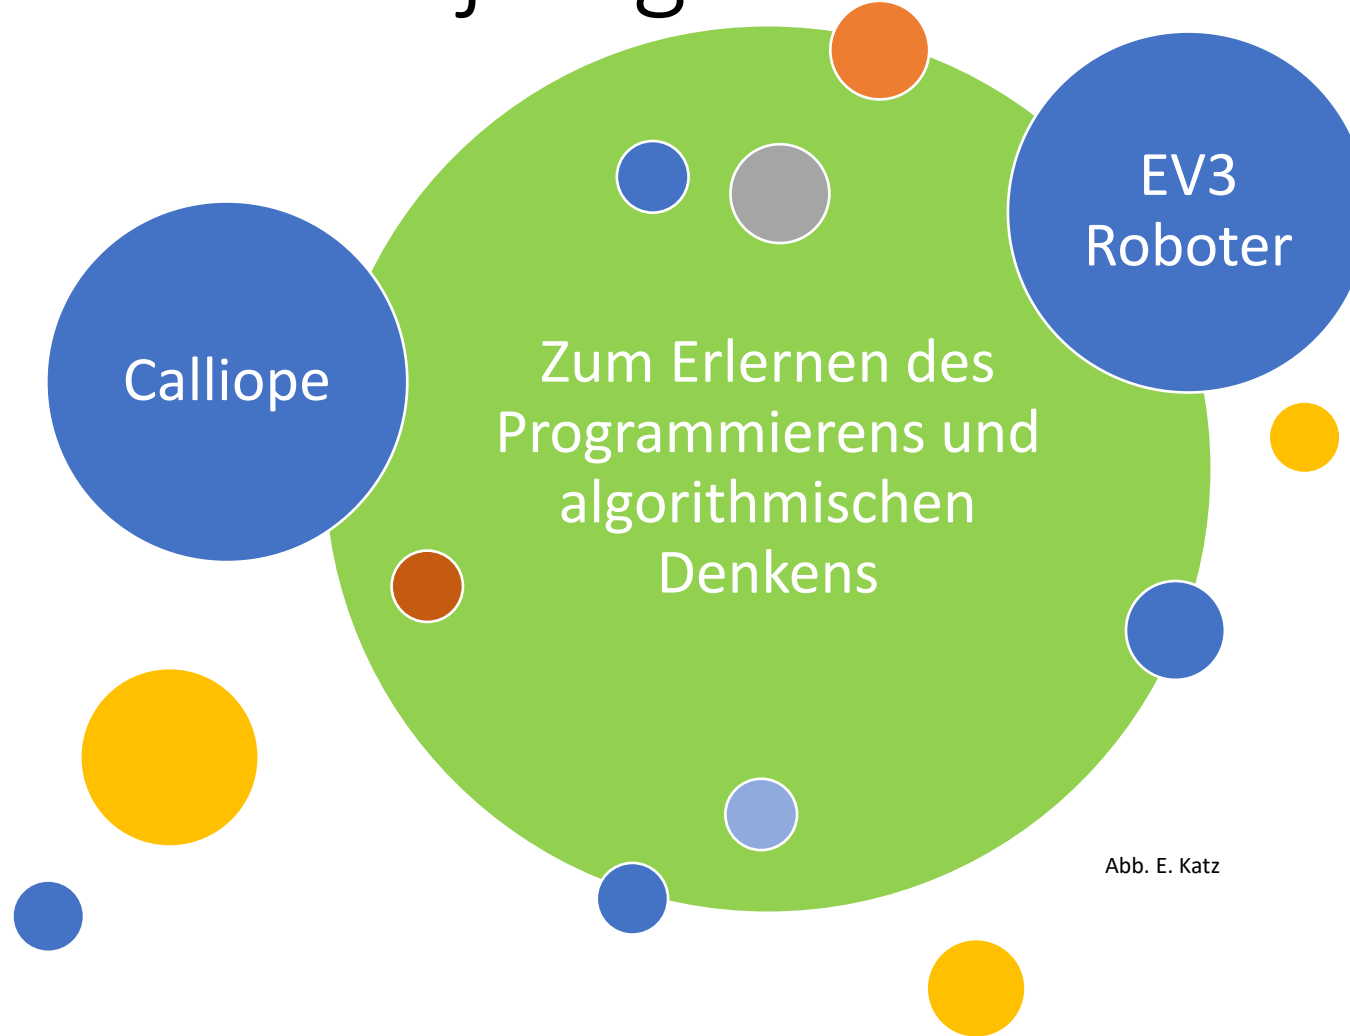 EV3
Roboter
Calliope
Zum Erlernen des
Programmierens und
algorithmischen
Denkens
Abb. E. Katz